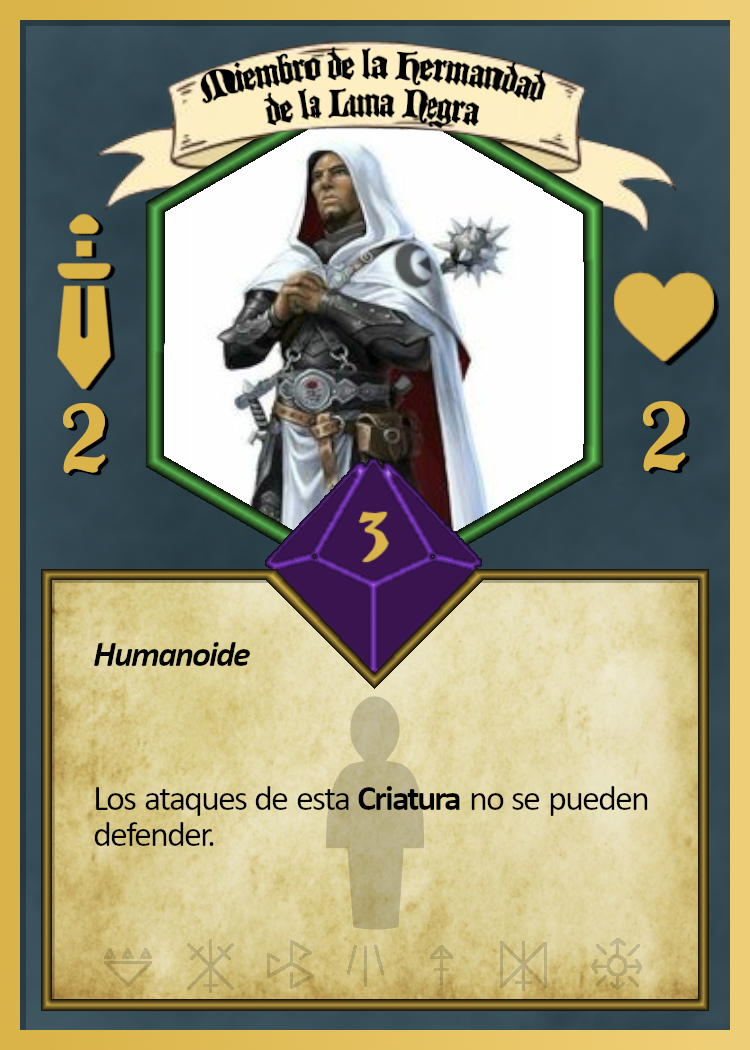 Miembro de la Hermandad
de la Luna Negra
2
2
3
Humanoide
Los ataques de esta Criatura no se pueden
defender.